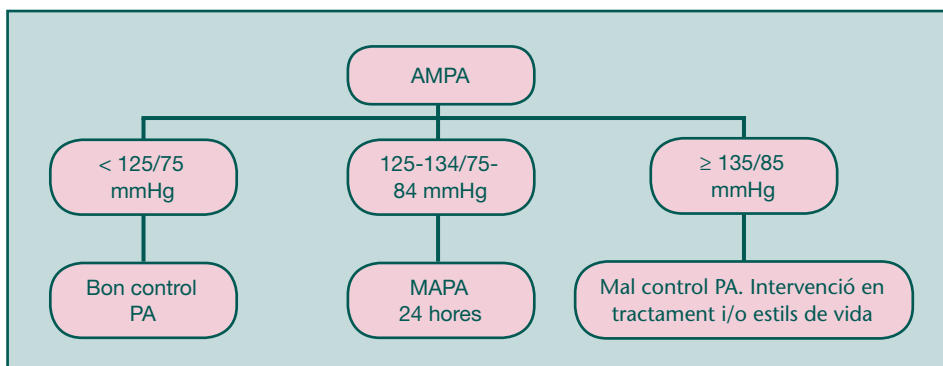 AMPA
< 125/75
mmHg
125-134/75-
84 mmHg
≥ 135/85
mmHg
Bon control
PA
MAPA
24 hores
Mal control PA. Intervenció en
tractament i/o estils de vida